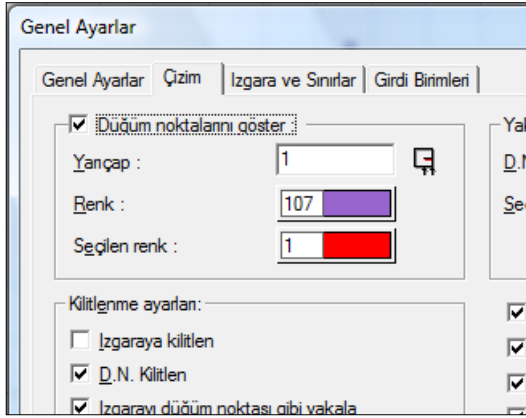 Genel Ayarlar
Genel Ayarlar Çizim Izgara ve Sınırlar Girdi Birimleri
Düğüm noktalarını göster :
Yarıçap : 1
Renk : 107
Seçilen renk : 1
Kilitlenme ayarları:
Izgaraya kilitlen
D.N. Kilitlen
Izgarayı düğüm noktası gibi yakala